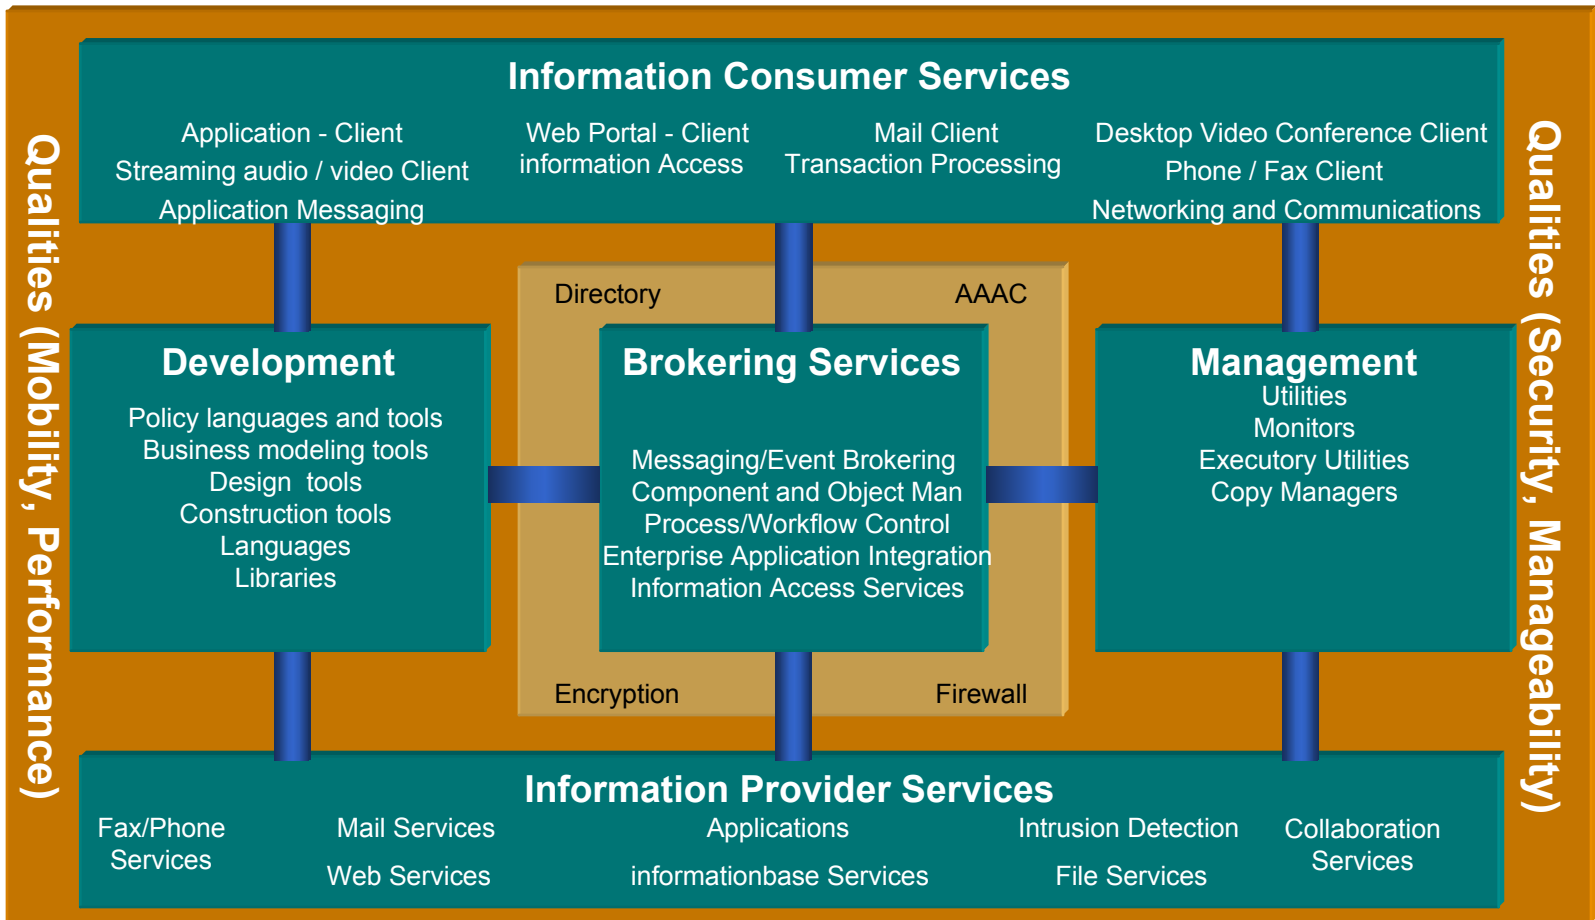 Information Consumer Services
Application - Client
Streaming audio / video Client
Application Messaging
Web Portal - Client
information Access
Mail Client
Transaction Processing
Desktop Video Conference Client
Phone / Fax Client
Networking and Communications
Qualities (Mobility, Performance)
Qualities (Security, Manageability)
Directory
AAAC
Development
Policy languages and tools
Business modeling tools
Design tools
Construction tools
Languages
Libraries
Brokering Services
Messaging/Event Brokering
Component and Object Man
Process/Workflow Control
Enterprise Application Integration
Information Access Services
Management
Utilities
Monitors
Executory Utilities
Copy Managers
Encryption
Firewall
Information Provider Services
Fax/Phone
Services
Mail Services
Web Services
Applications
informationbase Services
Intrusion Detection
File Services
Collaboration
Services